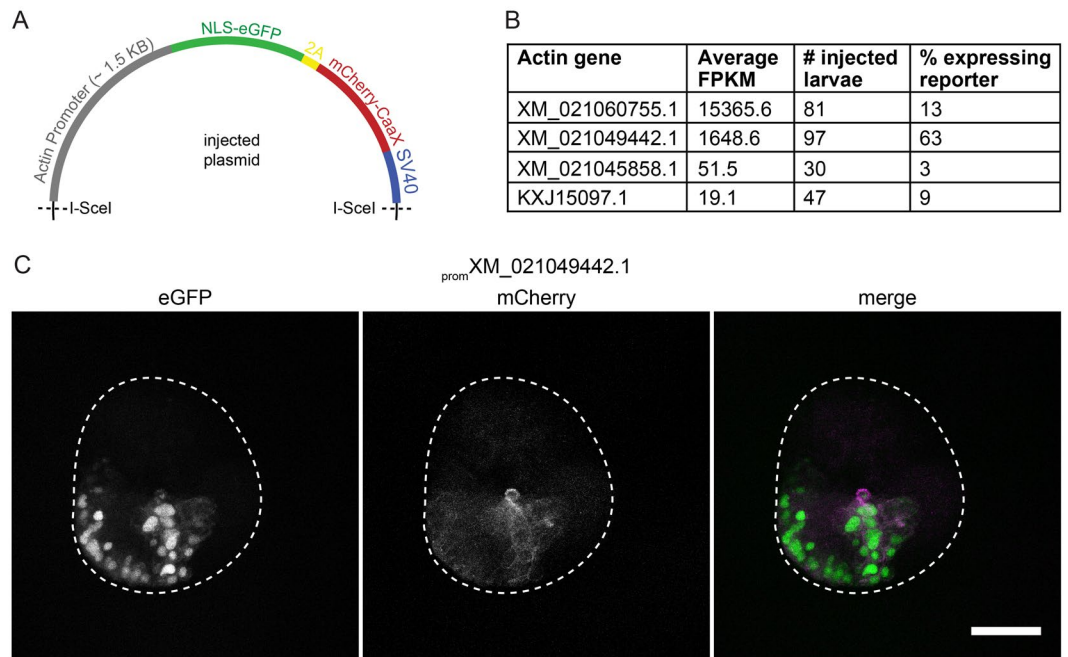 A
Actin Promoter (~ 1.5 KB)
NLS-eGFP
2A
mCherry-CaaX
SV40
injected
plasmid
I-SceI
I-SceI
B
Actin gene Average FPKM # injected larvae % expressing reporter
XM_021060755.1 15365.6 81 13
XM_021049442.1 1648.6 97 63
XM_021045858.1 51.5 30 3
KXJ15097.1 19.1 47 9
C
promXM_021049442.1
eGFP mCherry merge